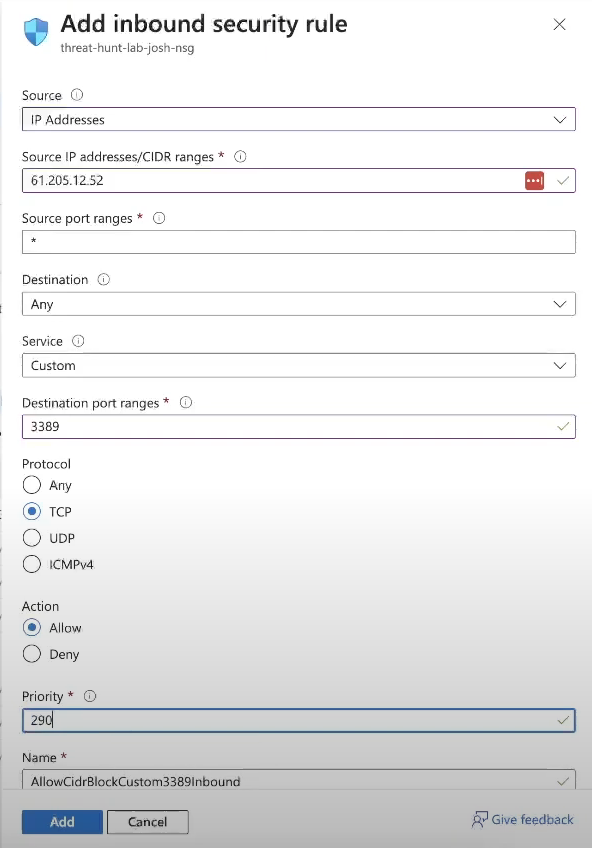 Add inbound security rule
threat-hunt-lab-josh-nsg
Source
IP Addresses
Source IP addresses/CIDR ranges *
61.205.12.52
Source port ranges *
*
Destination
Any
Service
Custom
Destination port ranges *
3389
Protocol
Any
TCP
UDP
ICMPv4
Action
Allow
Deny
Priority *
290
Name *
AllowCidrBlockCustom3389Inbound
Add Cancel Give feedback